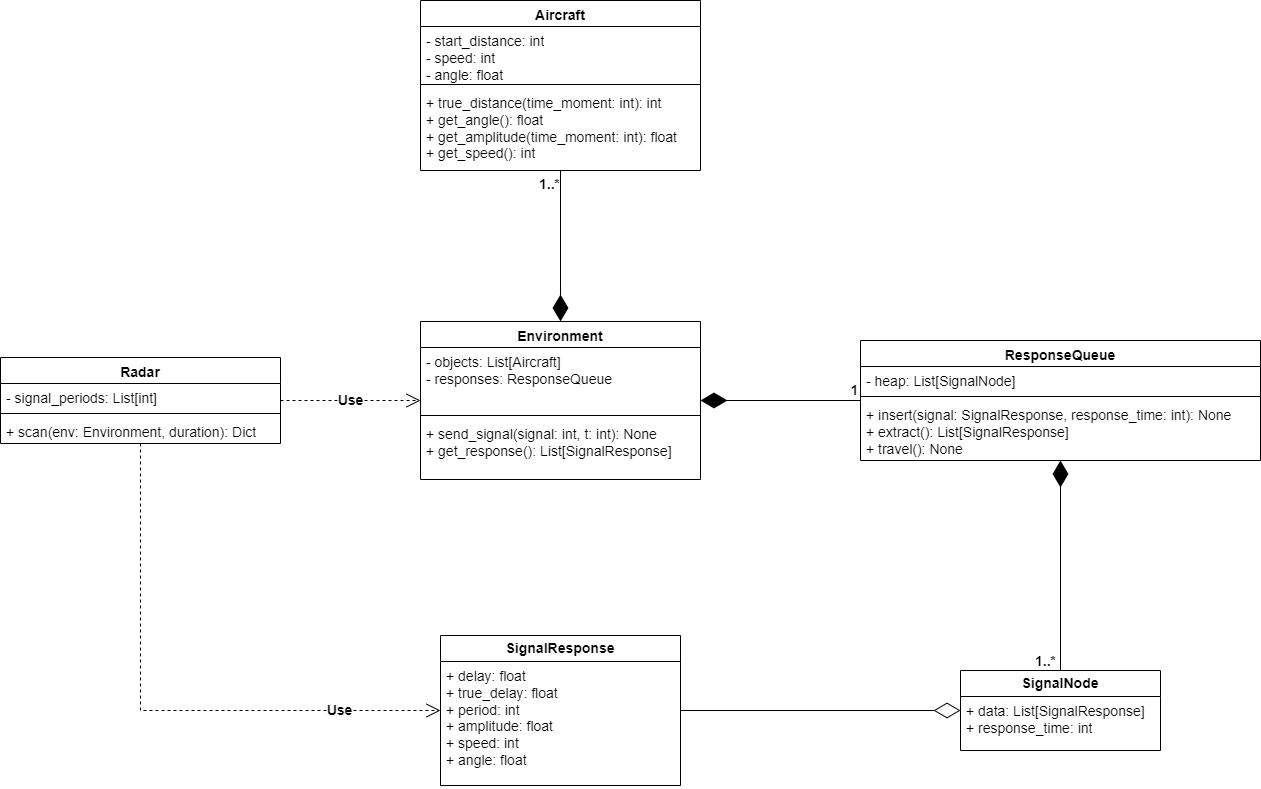 Aircraft
- start_distance: int
- speed: int
- angle: float
+ true_distance(time_moment: int): int
+ get_angle(): float
+ get_amplitude(time_moment: int): float
+ get_speed(): int
1..*
Environment
- objects: List[Aircraft]
- responses: ResponseQueue
+ send_signal(signal: int, t: int): None
+ get_response(): List[SignalResponse]
Radar
- signal_periods: List[int]
+ scan(env: Environment, duration): Dict
Use
1
ResponseQueue
- heap: List[SignalNode]
+ insert(signal: SignalResponse, response_time: int): None
+ extract(): List[SignalResponse]
+ travel(): None
1..*
Use
SignalResponse
+ delay: float
+ true_delay: float
+ period: int
+ amplitude: float
+ speed: int
+ angle: float
SignalNode
+ data: List[SignalResponse]
+ response_time: int